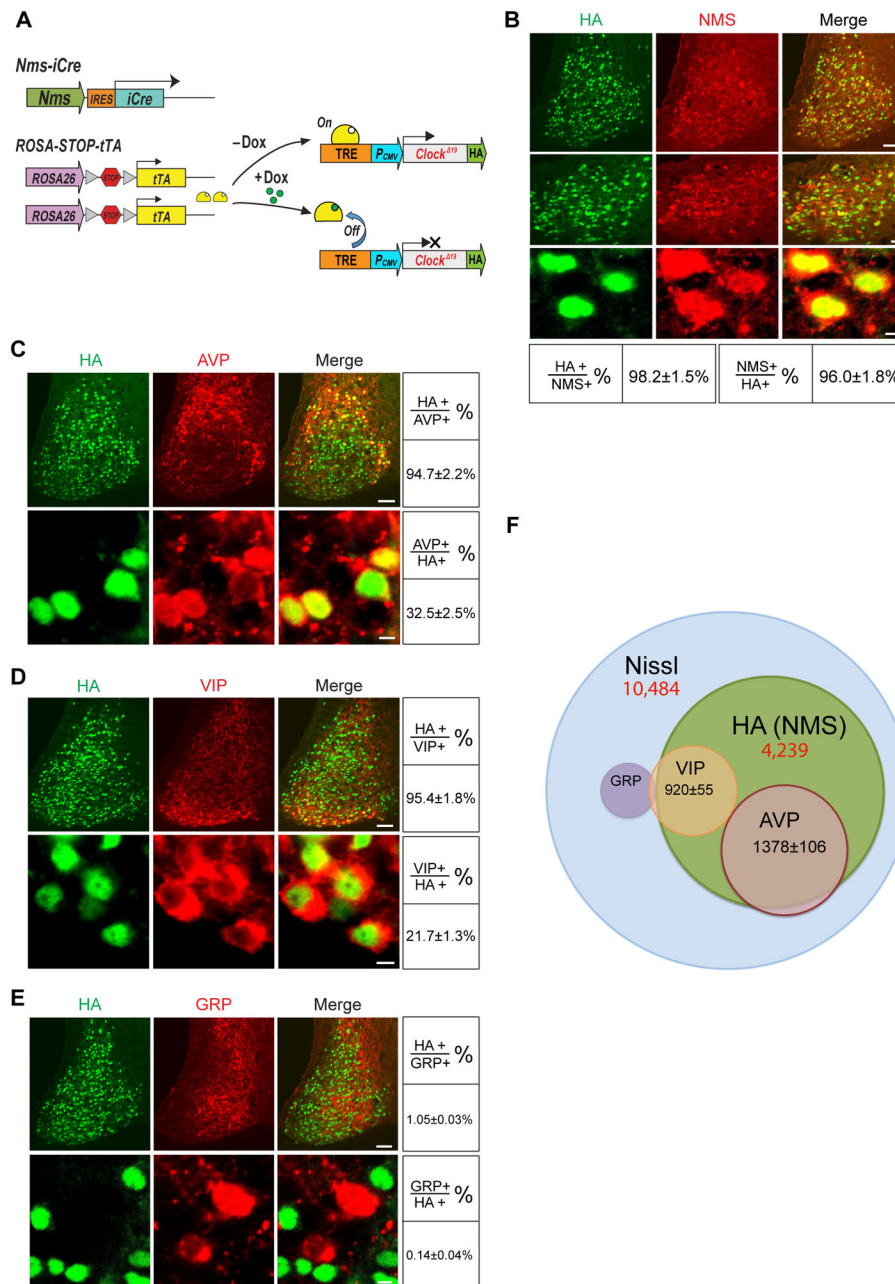 A
Nms-iCre
Nms IRES iCre
ROSA-STOP-tTA
ROSA26 STOP tTA
ROSA26 STOP tTA
–Dox
+Dox
On
TRE PCMV ClockΔ19 HA
Off
TRE PCMV ClockΔ19 HA
B
HA NMS Merge
HA +
NMS+
% 98.2±1.5%
NMS+
HA+
% 96.0±1.8%
C
HA AVP Merge
HA +
AVP+
%
94.7±2.2%
AVP+
HA+
%
32.5±2.5%
D
HA VIP Merge
HA +
VIP+
%
95.4±1.8%
VIP+
HA +
%
21.7±1.3%
E
HA GRP Merge
HA +
GRP+
%
1.05±0.03%
GRP+
HA +
%
0.14±0.04%
F
Nissl
10,484
HA (NMS)
4,239
GRP
VIP
920±55
AVP
1378±106